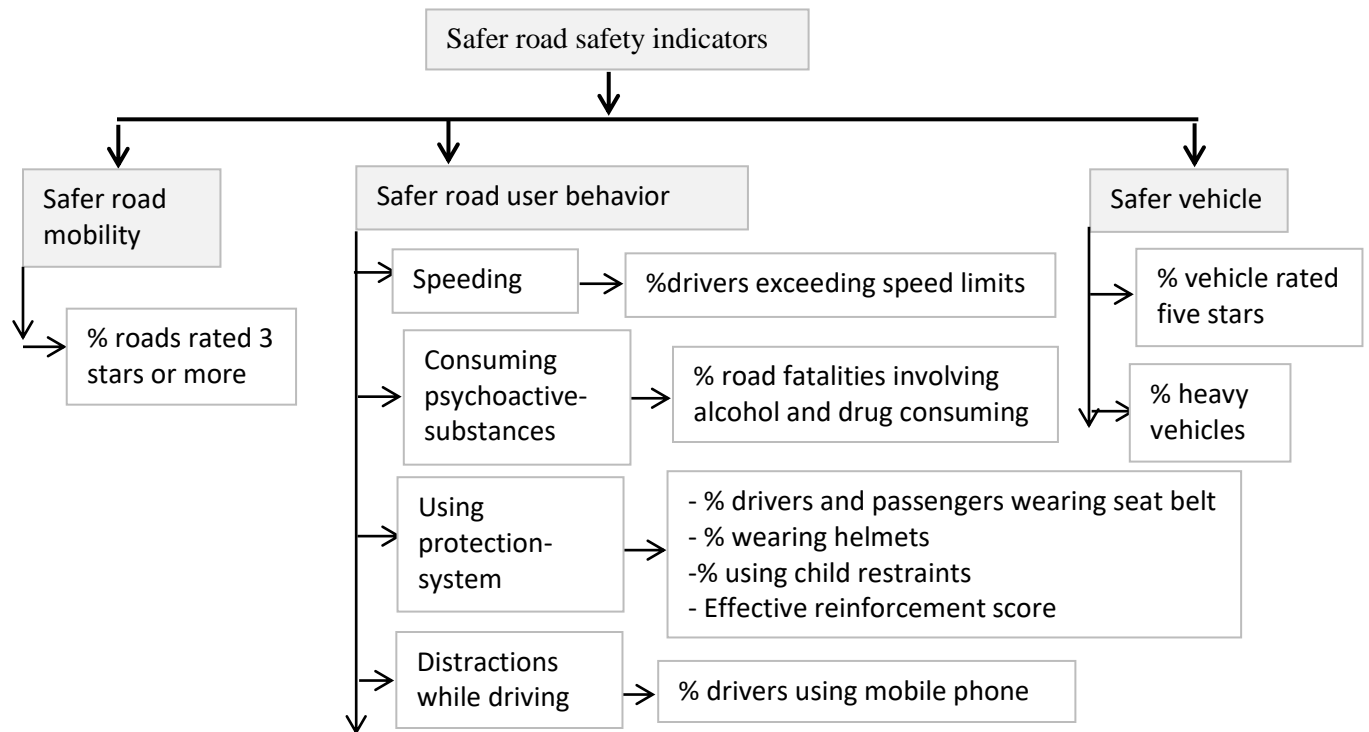 Safer road safety indicators
Safer road
mobility
% roads rated 3
stars or more
Safer road user behavior
Speeding
%drivers exceeding speed limits
Consuming
psychoactive-
substances
% road fatalities involving
alcohol and drug consuming
Using
protection-
system
- % drivers and passengers wearing seat belt
- % wearing helmets
-% using child restraints
- Effective reinforcement score
Distractions
while driving
% drivers using mobile phone
Safer vehicle
% vehicle rated
five stars
% heavy
vehicles